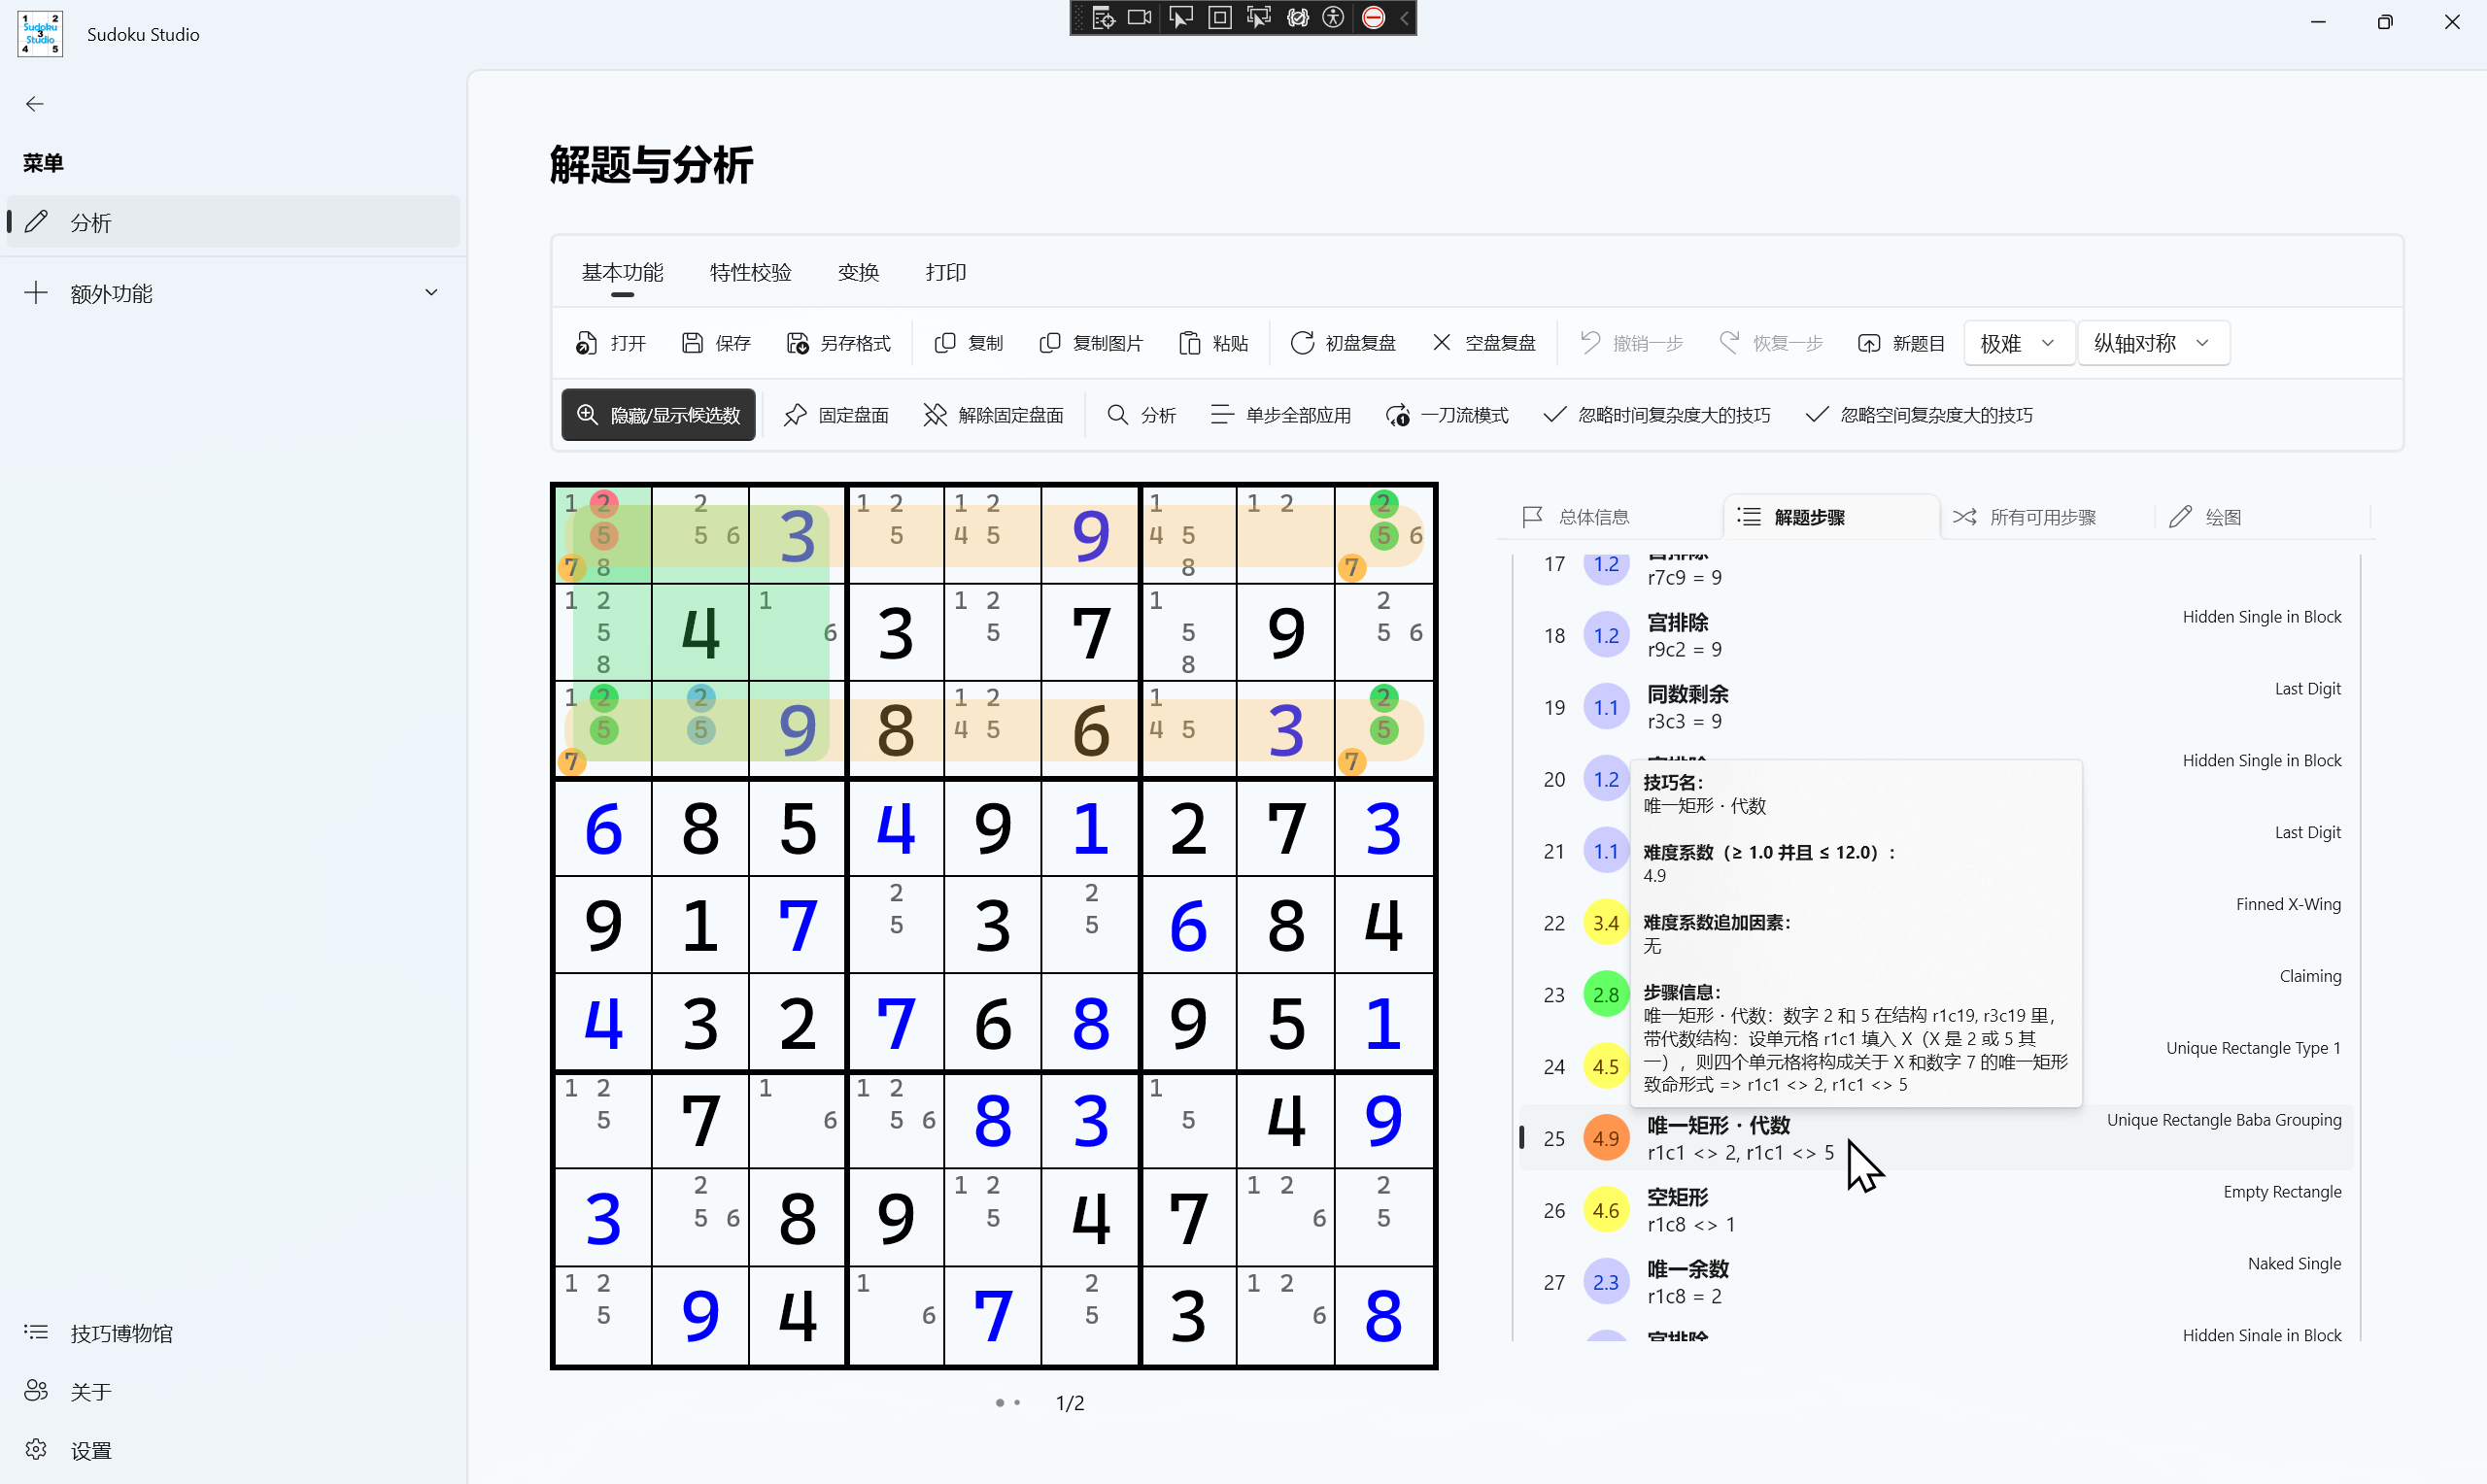 Sudoku Studio
菜单
分析
额外功能
技巧博物馆
关于
设置
解题与分析
基本功能 特性校验 变换 打印
打开 保存 另存格式 复制 复制图片 粘贴 初盘复盘 空盘复盘 撤销一步 恢复一步 新题目 极难 纵轴对称
隐藏/显示候选数 固定盘面 解除固定盘面 分析 单步全部应用 一刀流模式 忽略时间复杂度大的技巧 忽略空间复杂度大的技巧
1 2 2 1 2 1 2 1 1 2 2
5 5 6 3 5 4 5 9 4 5 5 6
7 8 8 7
1 2 1 1 2 1 2
5 4 6 3 5 7 5 9 5 6
8 8
1 2 2 1 2 1 2
5 5 9 8 4 5 6 4 5 3 5
7 7
6 8 5 4 9 1 2 7 3
2 2
9 1 7 5 3 5 6 8 4
4 3 2 7 6 8 9 5 1
1 2 1 1 2 1
5 7 6 5 6 8 3 5 4 9
2 1 2 1 2 2
3 5 6 8 9 5 4 7 6 5
1 2 1 2 1 2
5 9 4 6 7 5 3 6 8
1/2
总体信息 解题步骤 所有可用步骤 绘图
17 1.2 宫排除
r7c9 = 9
18 1.2 宫排除 Hidden Single in Block
r9c2 = 9
19 1.1 同数剩余 Last Digit
r3c3 = 9
20 1.2 Hidden Single in Block
21 1.1 Last Digit
22 3.4 Finned X-Wing
23 2.8 Claiming
24 4.5 Unique Rectangle Type 1
技巧名：
唯一矩形 · 代数
难度系数（≥ 1.0 并且 ≤ 12.0）：
4.9
难度系数追加因素：
无
步骤信息：
唯一矩形 · 代数：数字 2 和 5 在结构 r1c19, r3c19 里，
带代数结构：设单元格 r1c1 填入 X（X 是 2 或 5 其
一），则四个单元格将构成关于 X 和数字 7 的唯一矩形
致命形式 => r1c1 <> 2, r1c1 <> 5
25 4.9 唯一矩形 · 代数 Unique Rectangle Baba Grouping
r1c1 <> 2, r1c1 <> 5
26 4.6 空矩形 Empty Rectangle
r1c8 <> 1
27 2.3 唯一余数 Naked Single
r1c8 = 2
宫排除 Hidden Single in Block